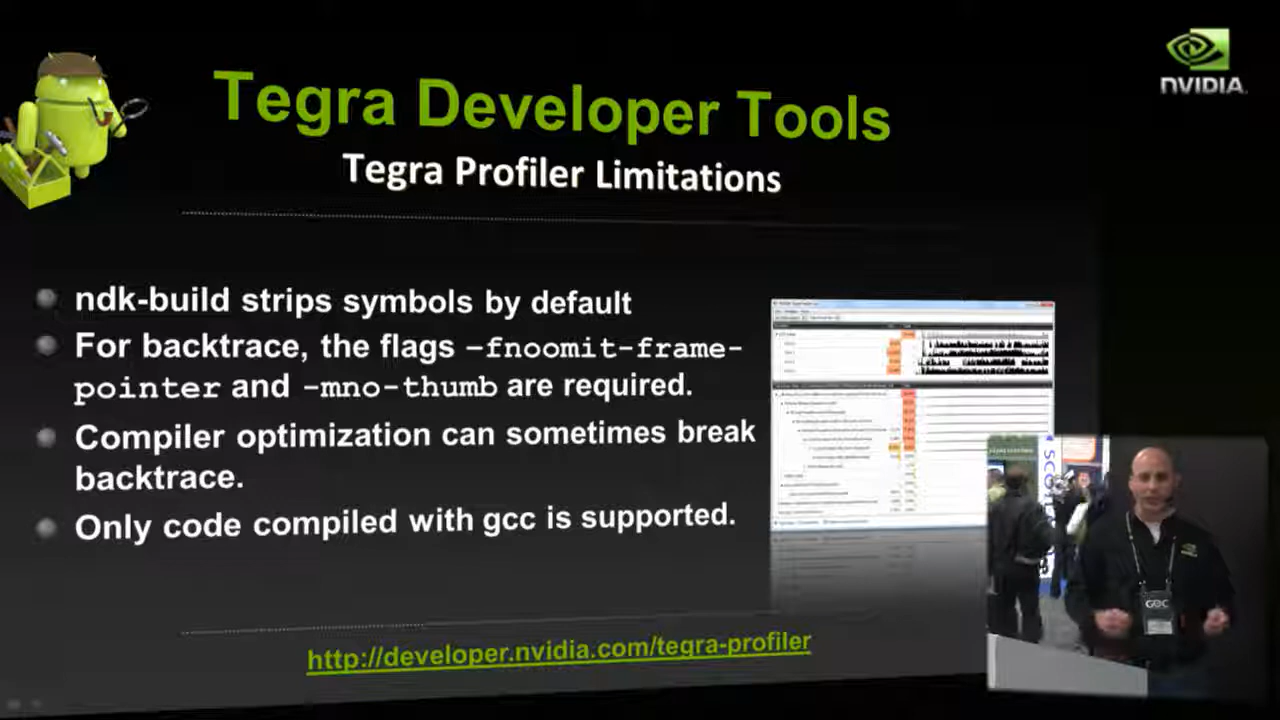 NVIDIA
Tegra Developer Tools
Tegra Profiler Limitations
ndk-build strips symbols by default
For backtrace, the flags –fnoomit-frame-
pointer and –mno-thumb are required.
Compiler optimization can sometimes break
backtrace.
Only code compiled with gcc is supported.
GDC
http://developer.nvidia.com/tegra-profiler